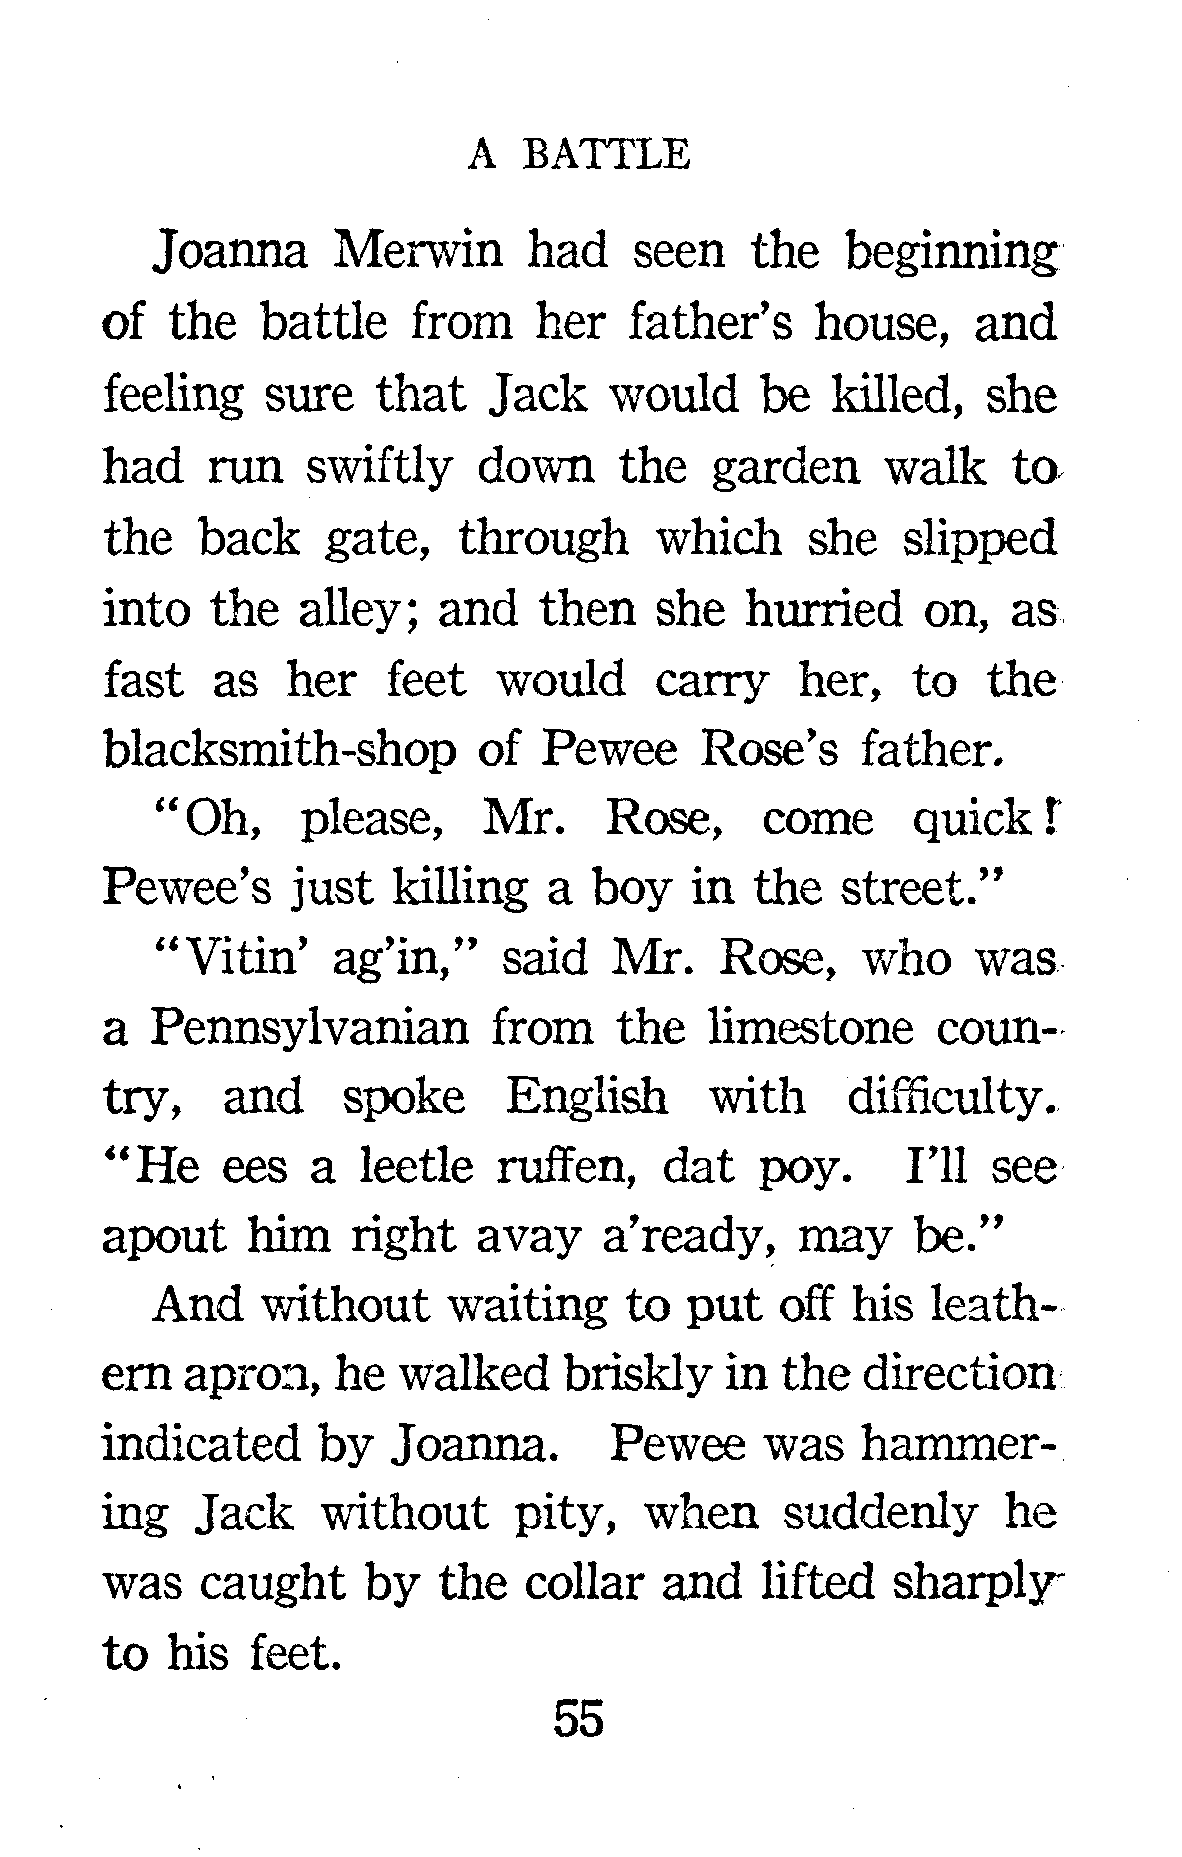 A BATTLE
Joanna Merwin had seen the beginning
of the battle from her father's house, and
feeling sure that Jack would be killed, she
had run swiftly down the garden walk to
the back gate, through which she slipped
into the alley; and then she hurried on, as
fast as her feet would carry her, to the
blacksmith-shop of Pewee Rose's father.
“Oh, please, Mr. Rose, come quick!
Pewee's just killing a boy in the street.”
“Vitin' ag'in,” said Mr. Rose, who was
a Pennsylvanian from the limestone coun-
try, and spoke English with difficulty.
“He ees a leetle ruffen, dat poy. I'll see
apout him right avay a'ready, may be.”
And without waiting to put off his leath-
ern apron, he walked briskly in the direction
indicated by Joanna. Pewee was hammer-
ing Jack without pity, when suddenly he
was caught by the collar and lifted sharply
to his feet.
55